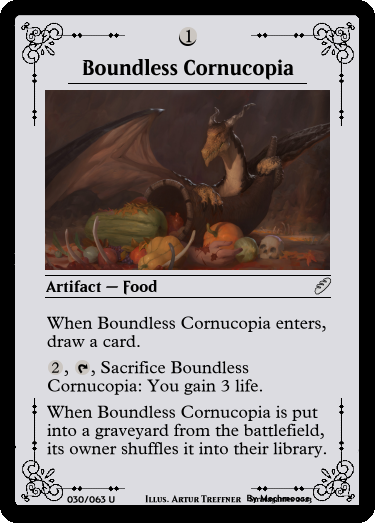 1
Boundless Cornucopia
Artifact — Food
When Boundless Cornucopia enters,
draw a card.
2, , Sacrifice Boundless
Cornucopia: You gain 3 life.
When Boundless Cornucopia is put
into a graveyard from the battlefield,
its owner shuffles it into their library.
030/063 U Illus. Artur Treffner By Mechmoose